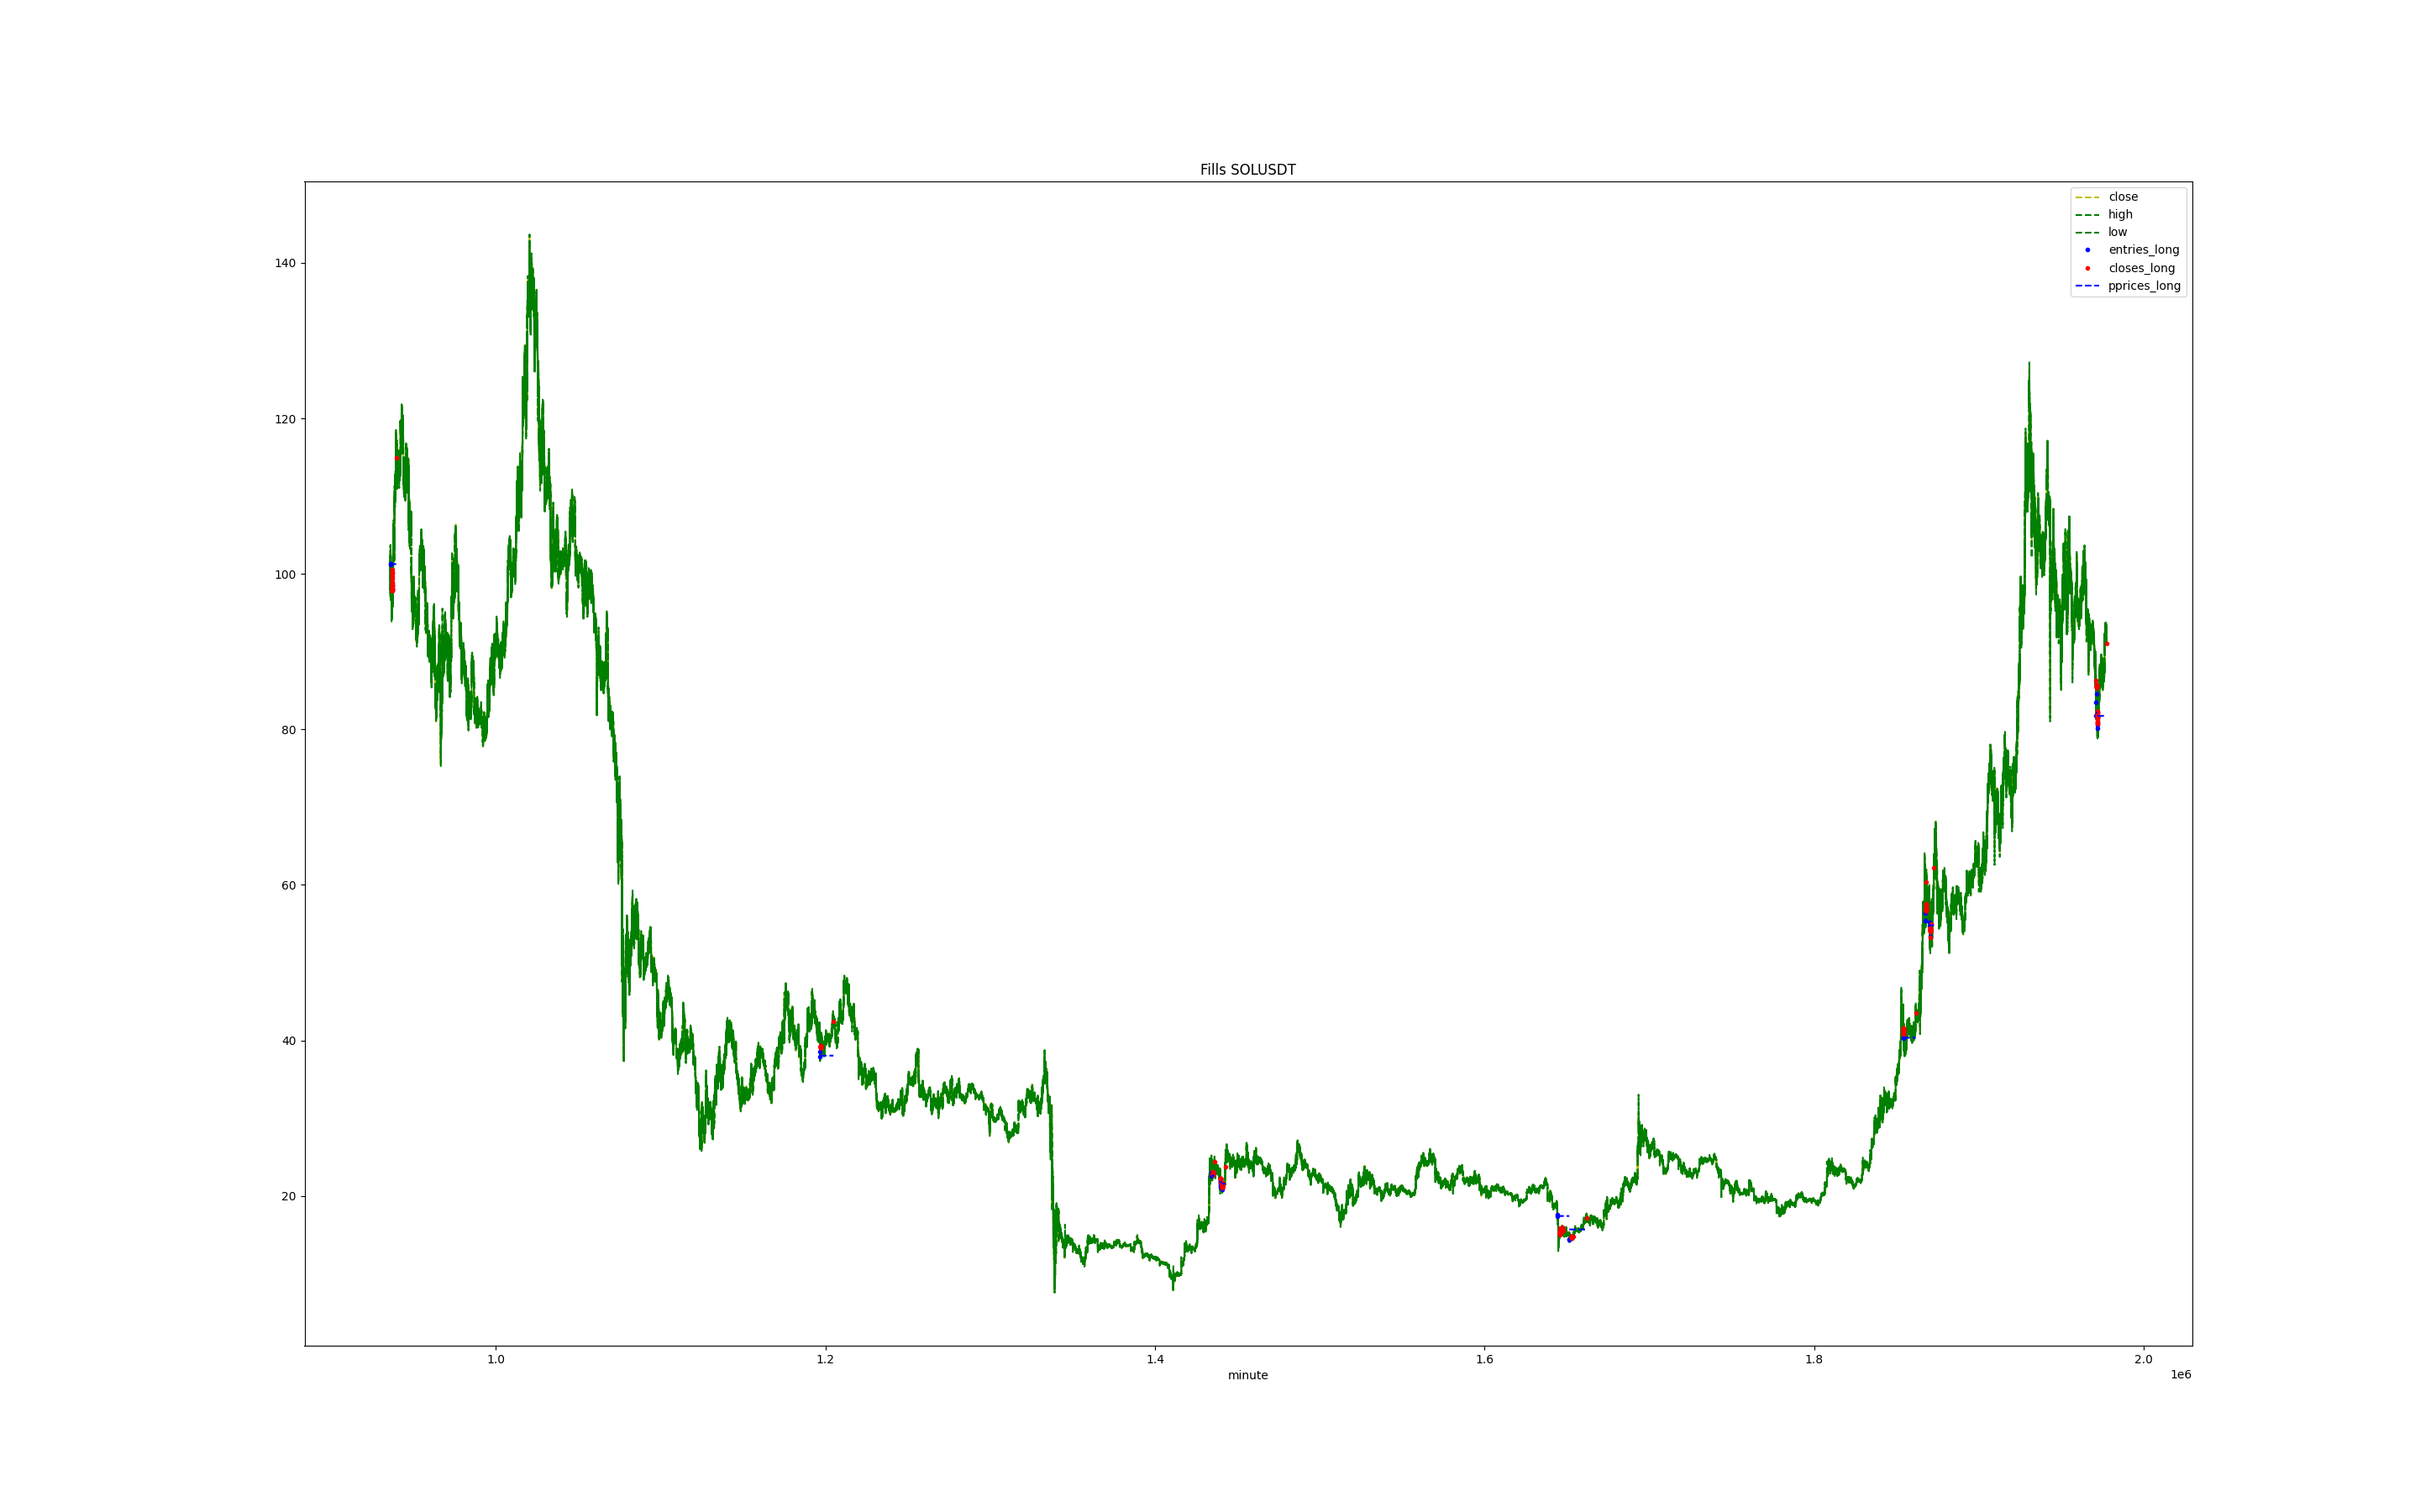 Fills SOLUSDT
close
high
low
entries_long
closes_long
pprices_long
140
120
100
80
60
40
20
1.0 1.2 1.4 1.6 1.8 2.0
minute
1e6